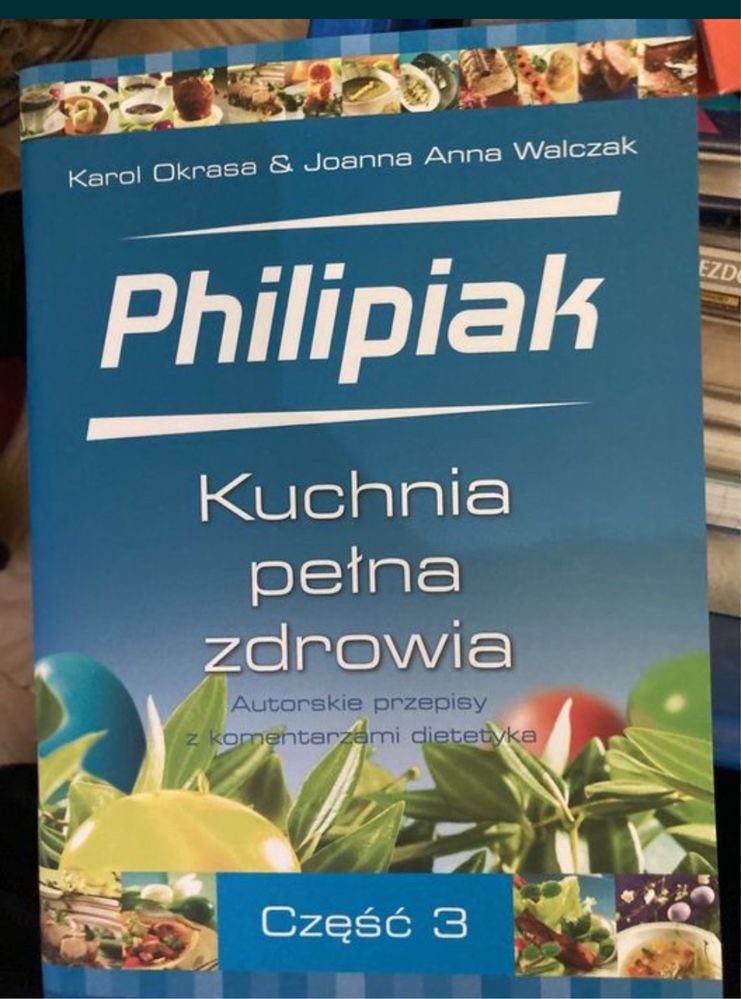 Karol Okrasa & Joanna Anna Walczak
Philipiak
Kuchnia
pełna
zdrowia
Autorskie przepisy
z komentarzami dietetyka
Część 3